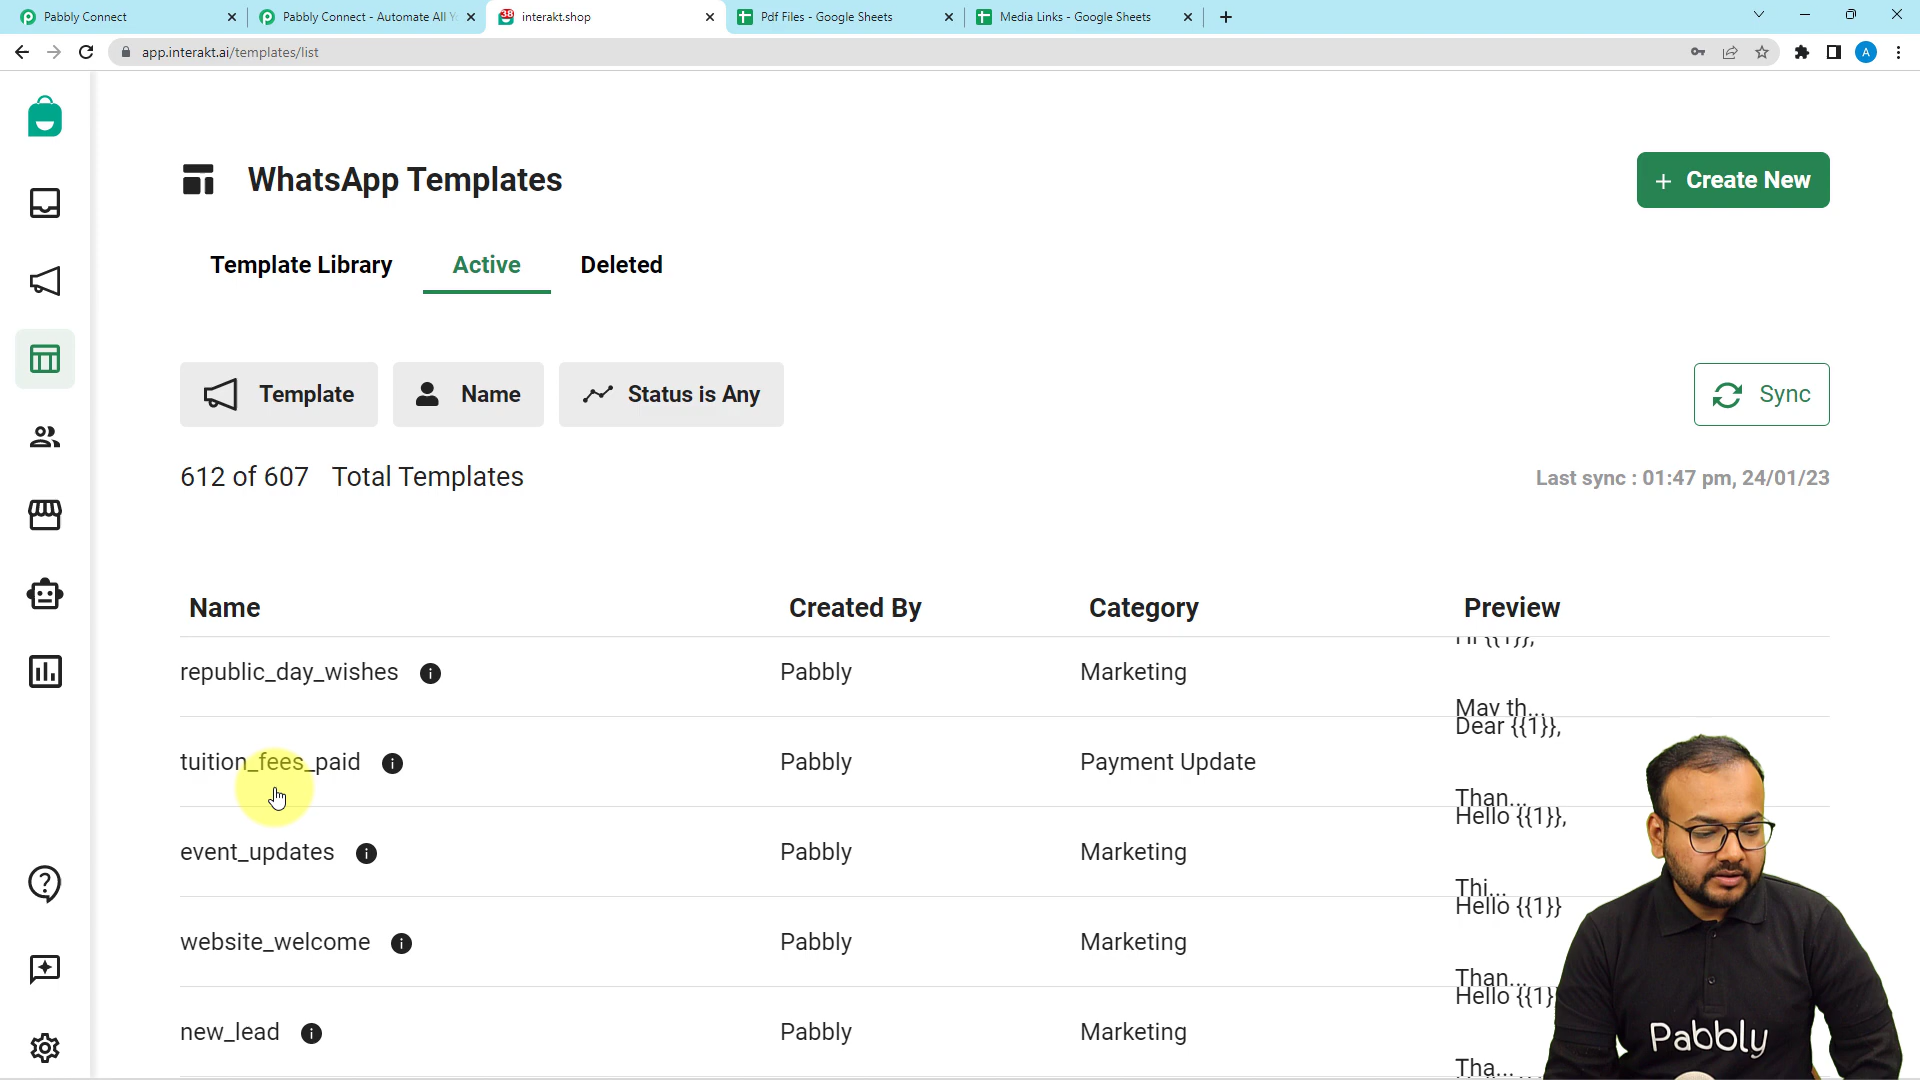 Pabbly Connect
Pabbly Connect - Automate All Y
interakt.shop
Pdf Files - Google Sheets
Media Links - Google Sheets
app.interakt.ai/templates/list
A
WhatsApp Templates
+ Create New
Template Library
Active
Deleted
Template
Name
Status is Any
Sync
612 of 607 Total Templates
Last sync : 01:47 pm, 24/01/23
Name
Created By
Category
Preview
Hi {{1}},
republic_day_wishes
Pabbly
Marketing
May th...
Dear {{1}},
tuition_fees_paid
Pabbly
Payment Update
Than...
Hello {{1}},
event_updates
Pabbly
Marketing
Thi...
Hello {{1}}
website_welcome
Pabbly
Marketing
Than...
Hello {{1}
new_lead
Pabbly
Marketing
Tha...
Pabbly